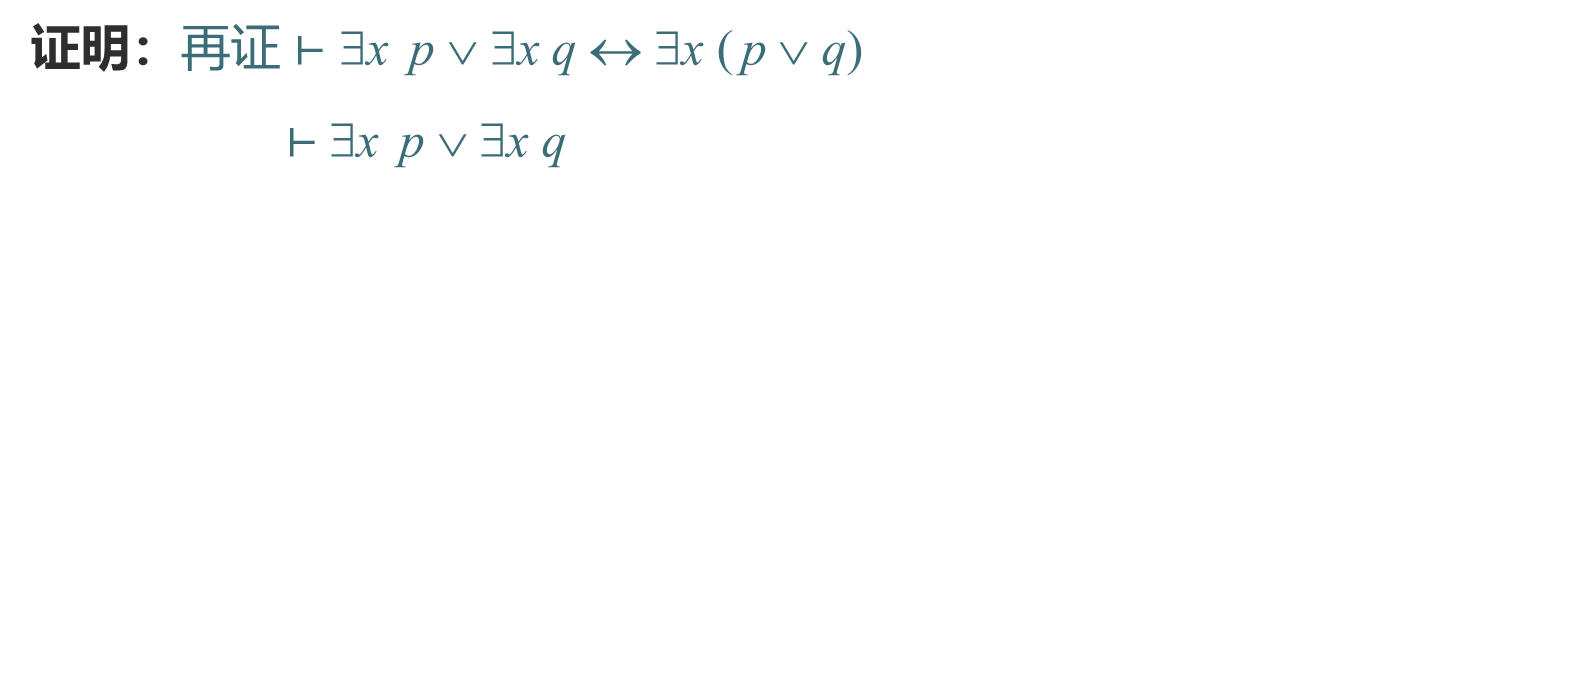 证明：再证 ⊢ ∃x p ∨ ∃x q ↔ ∃x (p ∨ q)
⊢ ∃x p ∨ ∃x q